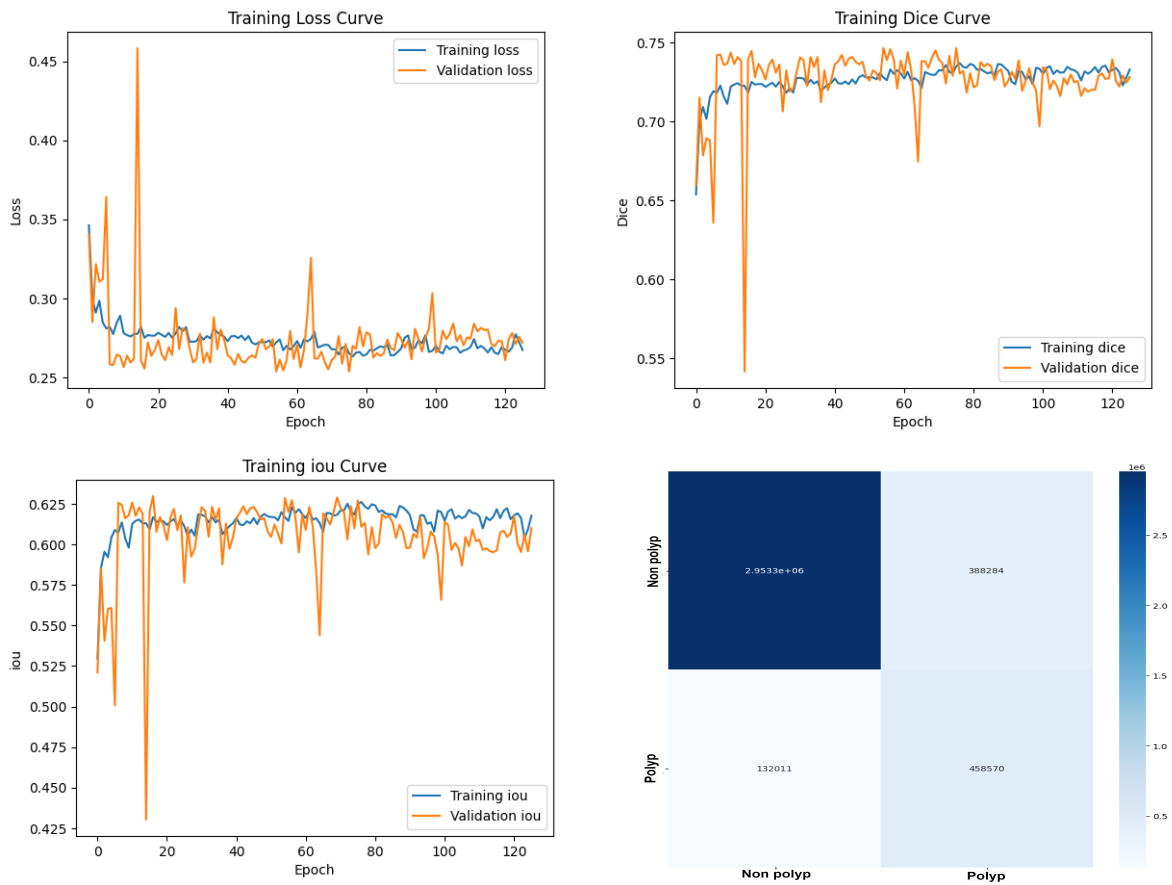 Training Loss Curve
Training loss
Validation loss
0.45
0.40
0.35
0.30
0.25
Loss
0 20 40 60 80 100 120
Epoch
Training Dice Curve
0.75
0.70
0.65
0.60
0.55
Dice
Training dice
Validation dice
0 20 40 60 80 100 120
Epoch
Training iou Curve
0.625
0.600
0.575
0.550
0.525
0.500
0.475
0.450
0.425
iou
Training iou
Validation iou
0 20 40 60 80 100 120
Epoch
1e6
Non polyp
2.9533e+06 388284
Polyp
132011 458570
Non polyp Polyp
2.5
2.0
1.5
1.0
0.5